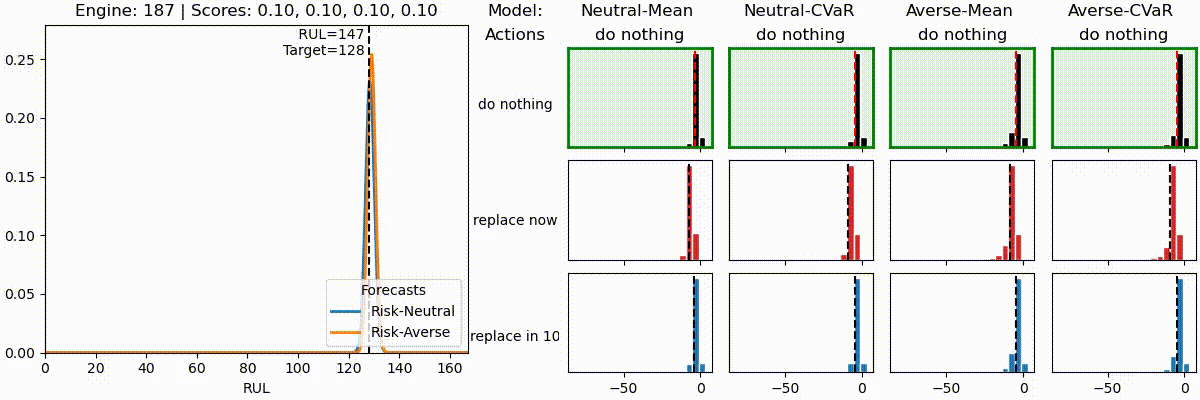 Engine: 187 | Scores: 0.10, 0.10, 0.10, 0.10
Model:
Neutral-Mean
Neutral-CVaR
Averse-Mean
Averse-CVaR
Actions
do nothing
do nothing
do nothing
do nothing
RUL=147
Target=128
0.25
0.20
0.15
0.10
0.05
0.00
0
20
40
60
80
100
120
140
160
RUL
Forecasts
Risk-Neutral
Risk-Averse
do nothing
replace now
replace in 10
−50
0
−50
0
−50
0
−50
0